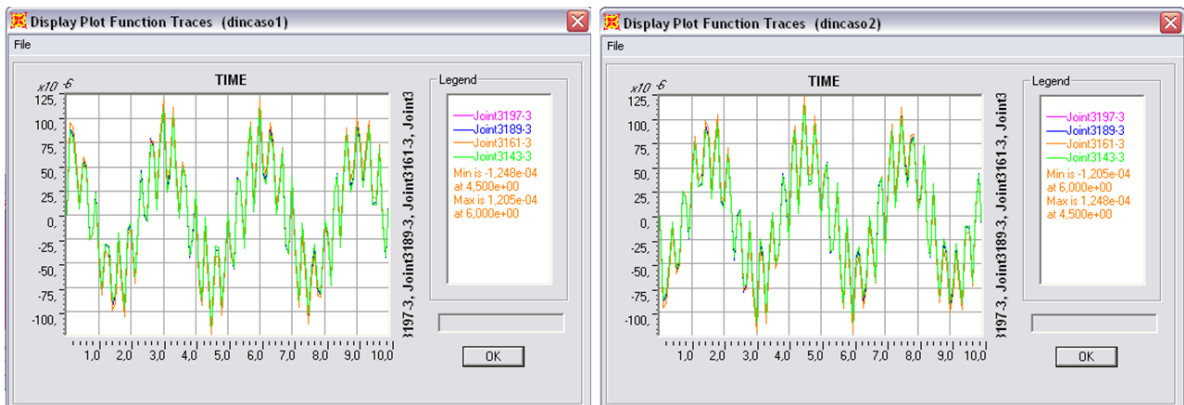 Display Plot Function Traces (dincaso1)
File
TIME
x10 -6
125,
100,
75,
50,
25,
0,
-25,
-50,
-75,
-100,
1,0 2,0 3,0 4,0 5,0 6,0 7,0 8,0 9,0 10,0
3197-3, Joint3189-3, Joint3161-3, Joint3
Legend
Joint3197-3
Joint3189-3
Joint3161-3
Joint3143-3
Min is -1,248e-04
at 4,500e+00
Max is 1,205e-04
at 6,000e+00
OK
Display Plot Function Traces (dincaso2)
File
TIME
x10 -6
125,
100,
75,
50,
25,
0,
-25,
-50,
-75,
-100,
1,0 2,0 3,0 4,0 5,0 6,0 7,0 8,0 9,0 10,0
3197-3, Joint3189-3, Joint3161-3, Joint3
Legend
Joint3197-3
Joint3189-3
Joint3161-3
Joint3143-3
Min is -1,205e-04
at 6,000e+00
Max is 1,248e-04
at 4,500e+00
OK